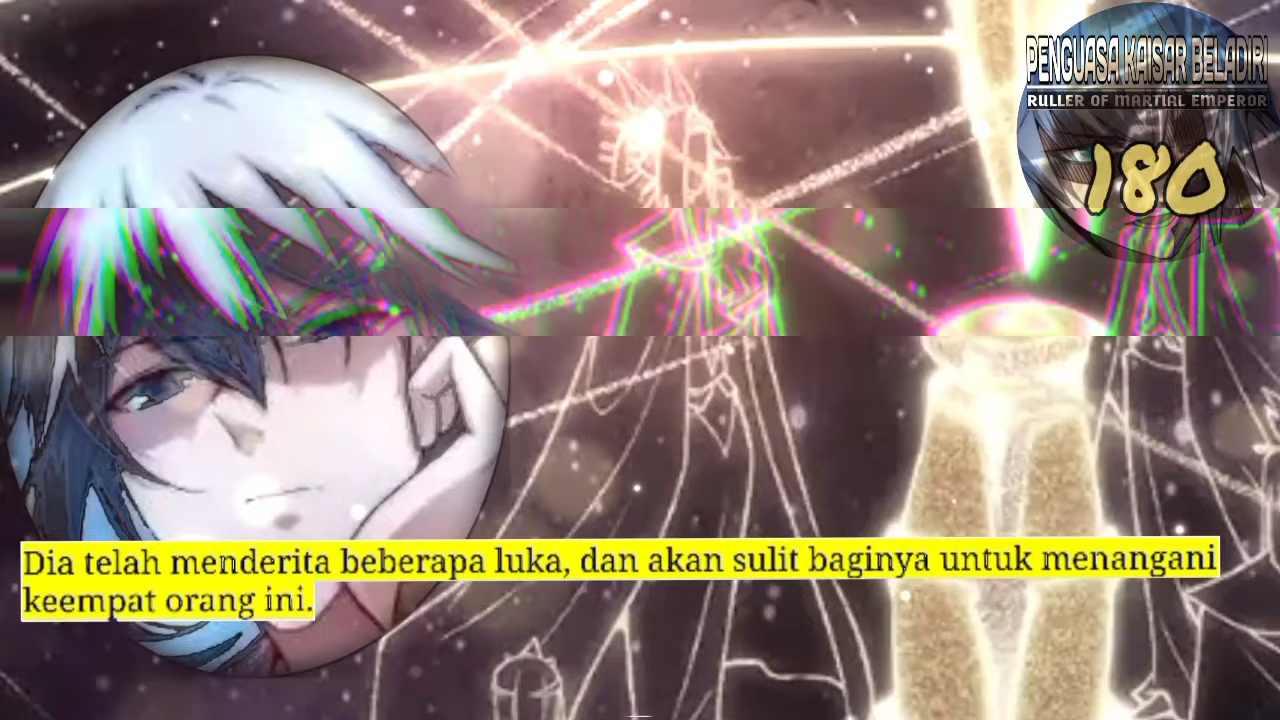 PENGUASA KAISAR BELADIRI
RULLER OF MARTIAL EMPEROR
180
Dia telah menderita beberapa luka, dan akan sulit baginya untuk menangani
keempat orang ini.